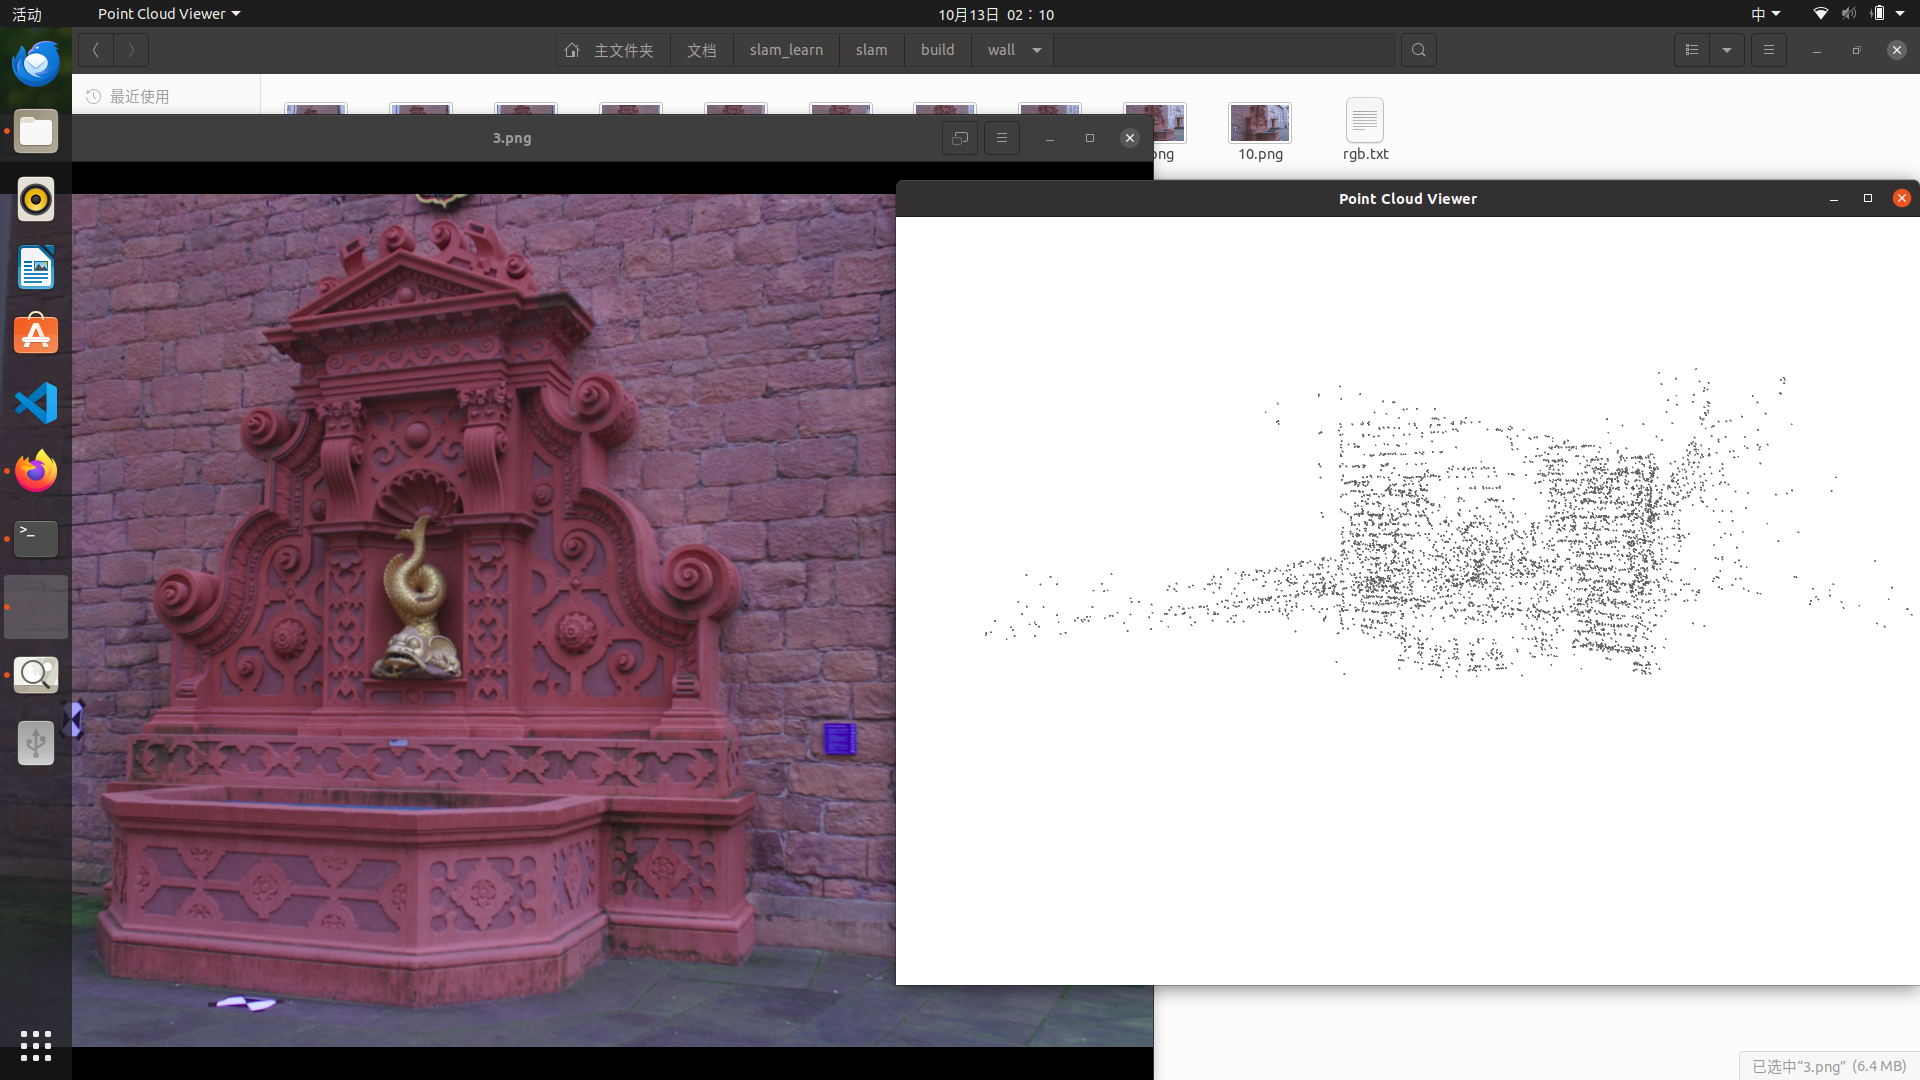 活动
Point Cloud Viewer
10月13日 02：10
中
主文件夹
文档
slam_learn
slam
build
wall
最近使用
png
10.png
rgb.txt
3.png
Point Cloud Viewer
已选中“3.png” (6.4 MB)